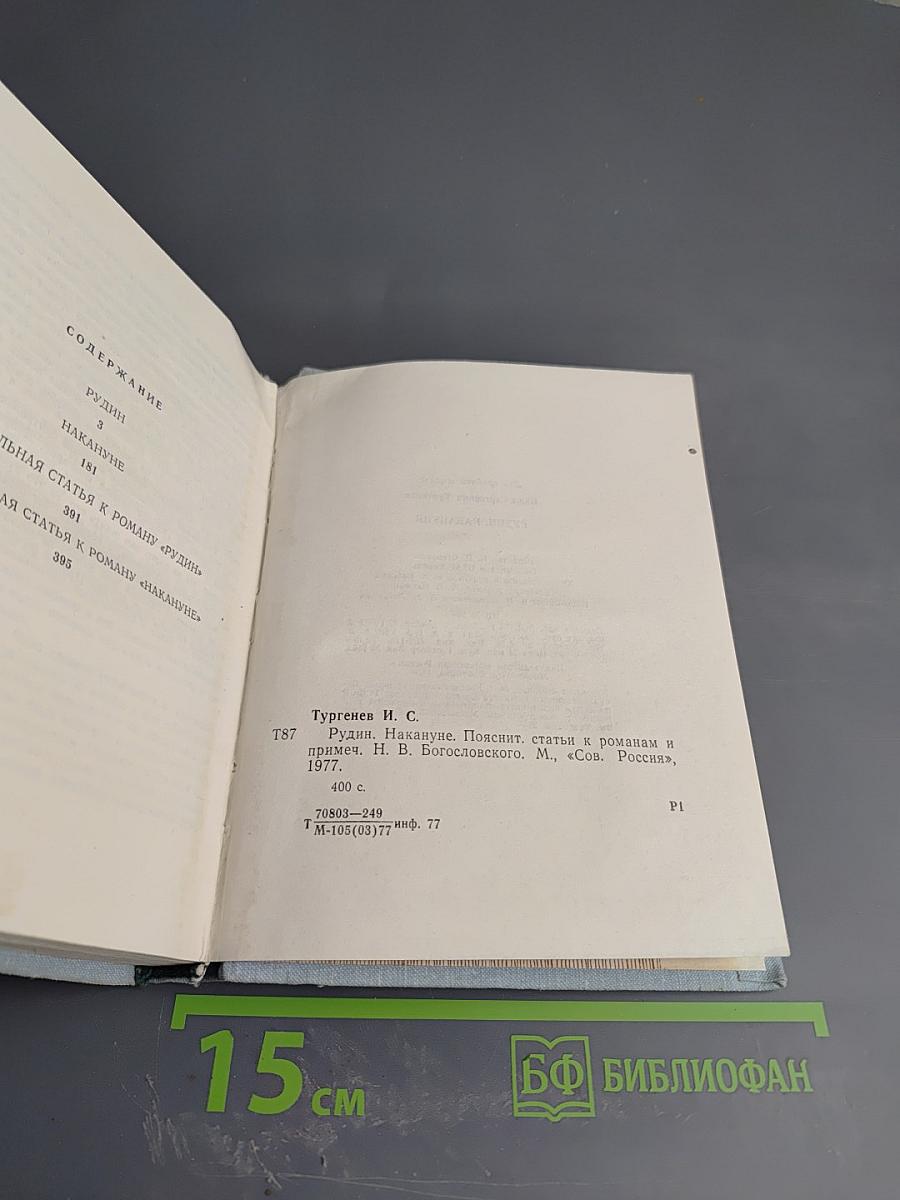 СОДЕРЖАНИЕ
РУДИН
3
НАКАНУНЕ
181
СТАТЬЯ К РОМАНУ «РУДИН»
391
СТАТЬЯ К РОМАНУ «НАКАНУНЕ»
395
Тургенев И. С.
Т87 Рудин. Накануне. Пояснит. статьи к романам и
примеч. Н. В. Богословского. М., «Сов. Россия»,
1977.
400 с.
Р1
Т 70803—249
М-105(03)77 инф. 77
15 см
БФ БИБЛИОФАН